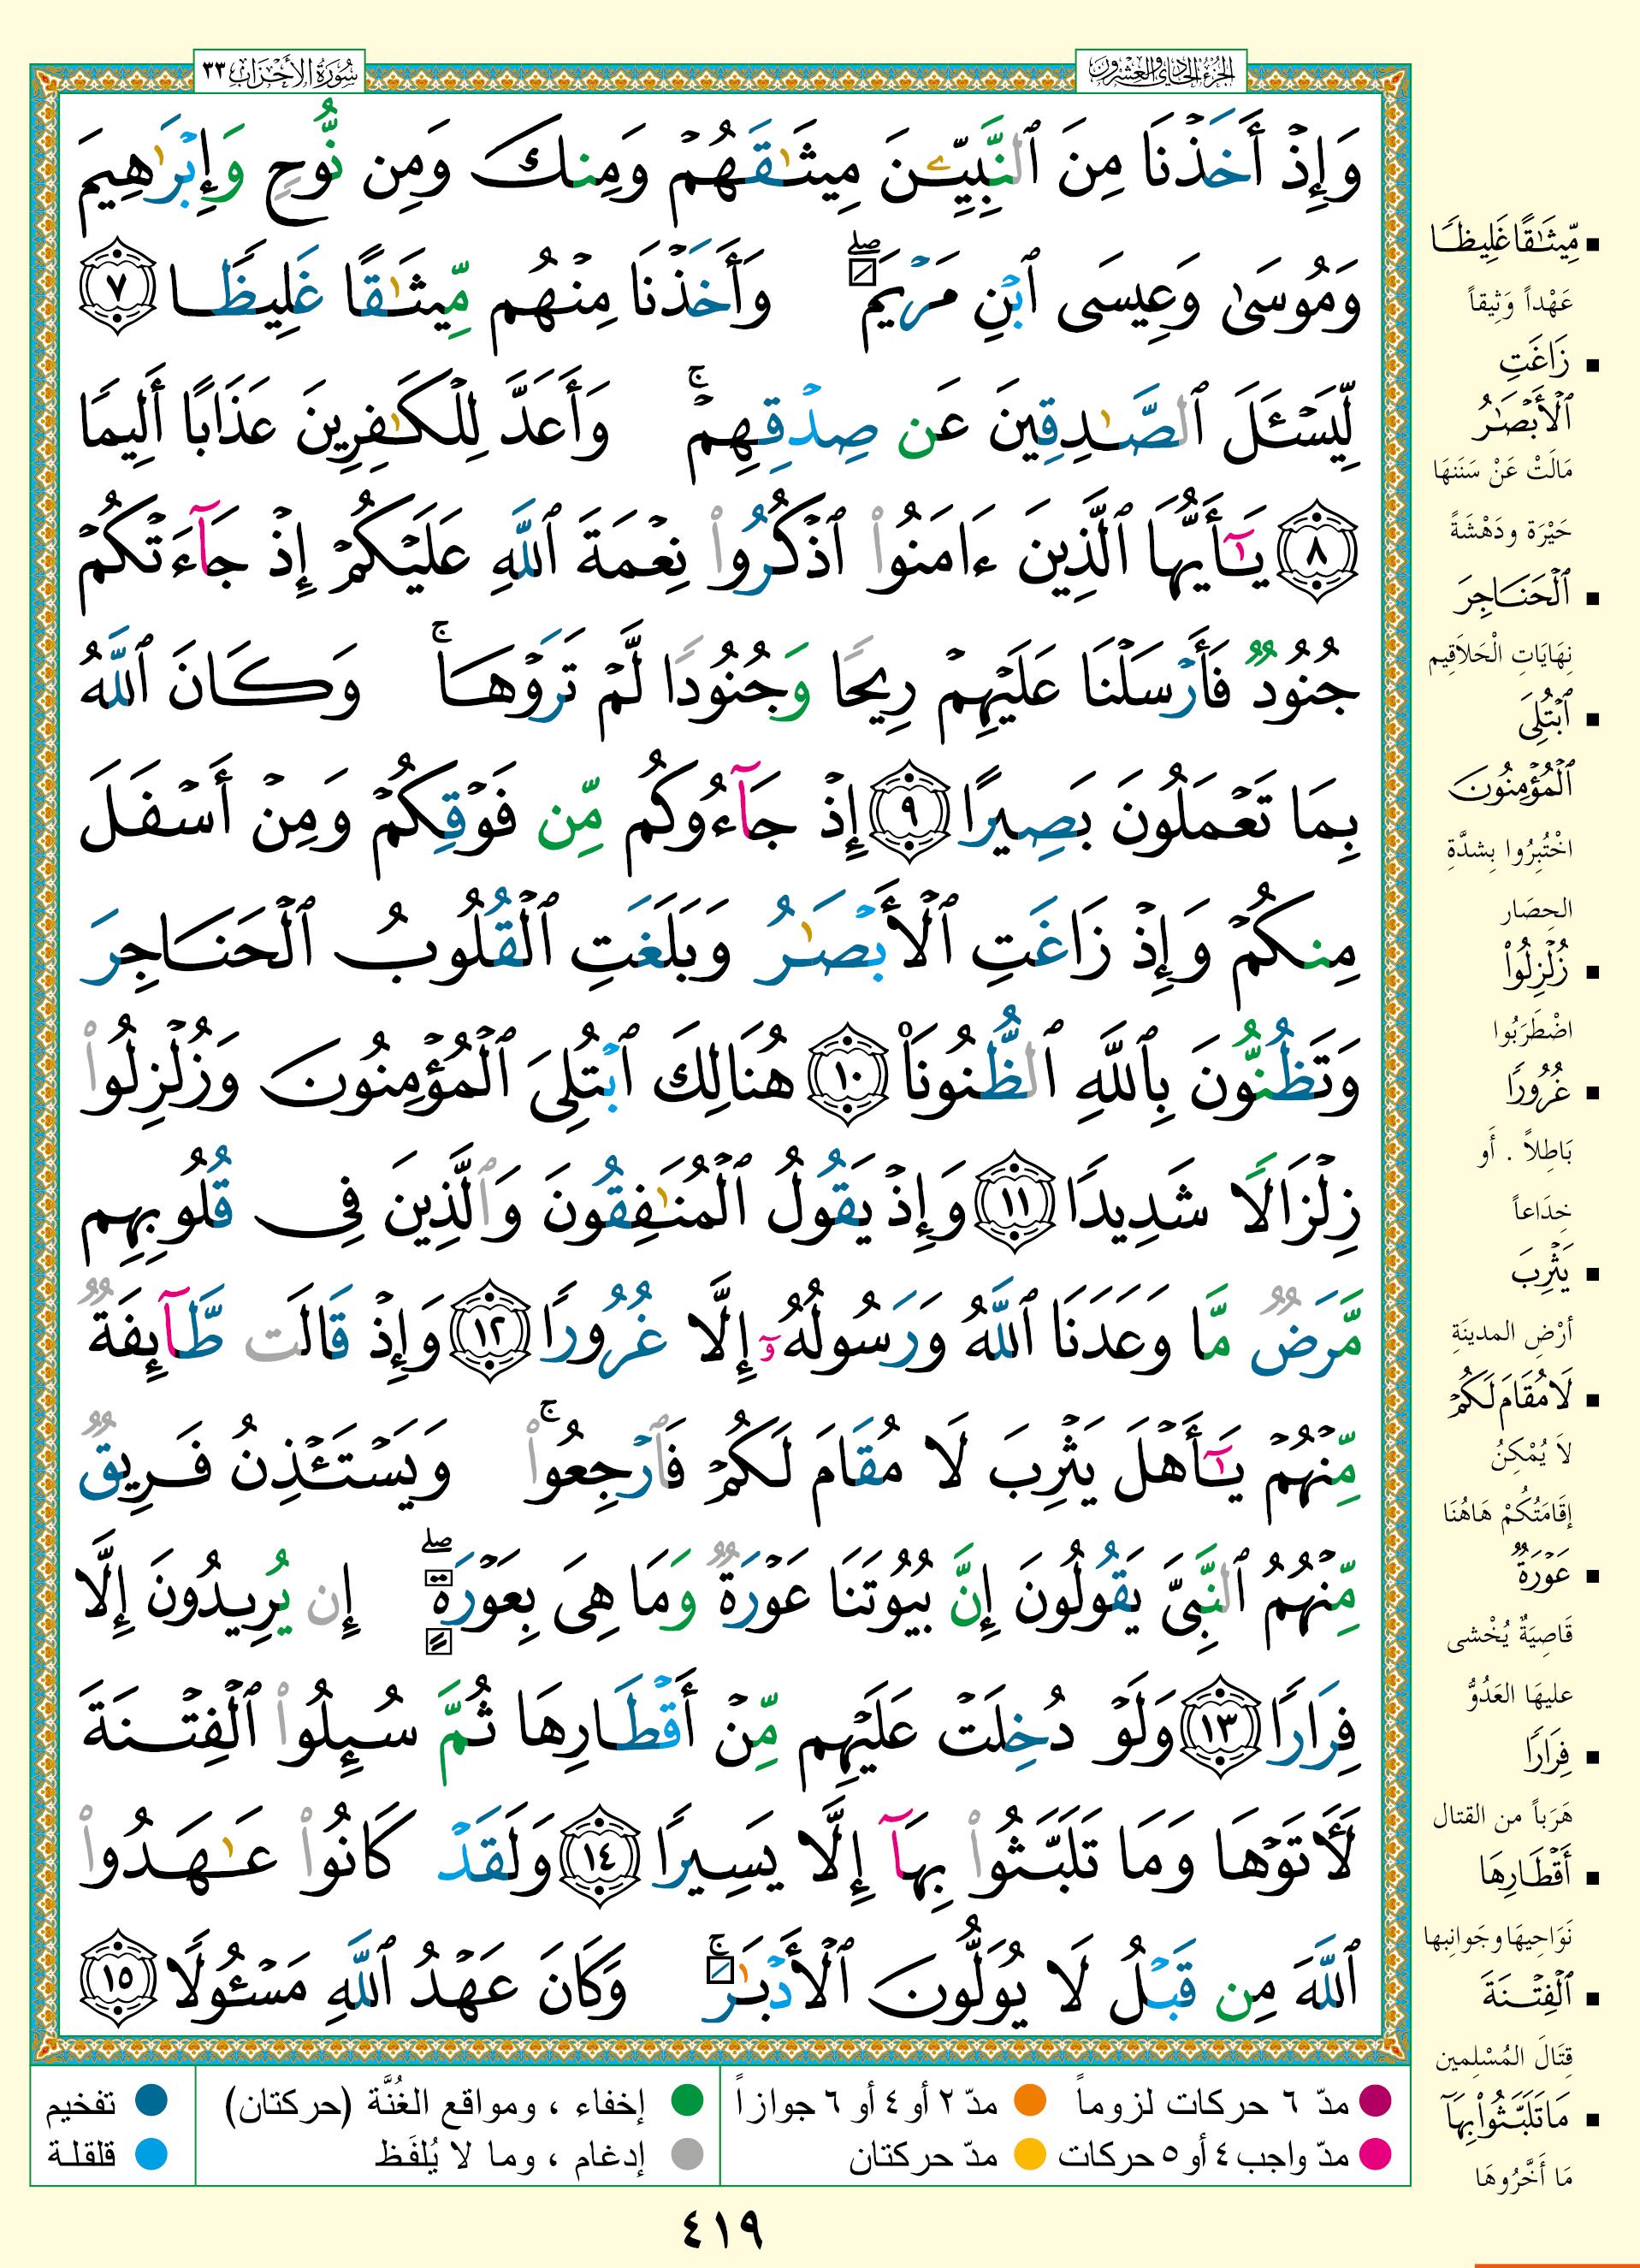 الجزء الحادي والعشرون
سورة الأحزاب ٣٣
وَإِذْ أَخَذْنَا مِنَ ٱلنَّبِيِّـۧنَ مِيثَـٰقَهُمْ وَمِنكَ وَمِن نُّوحٍ وَإِبْرَٰهِيمَ
وَمُوسَىٰ وَعِيسَى ٱبْنِ مَرْيَمَ ۖ وَأَخَذْنَا مِنْهُم مِّيثَـٰقًا غَلِيظًا ٧
لِّيَسْـَٔلَ ٱلصَّـٰدِقِينَ عَن صِدْقِهِمْ ۚ وَأَعَدَّ لِلْكَـٰفِرِينَ عَذَابًا أَلِيمًا
٨ يَـٰٓأَيُّهَا ٱلَّذِينَ ءَامَنُوا۟ ٱذْكُرُوا۟ نِعْمَةَ ٱللَّهِ عَلَيْكُمْ إِذْ جَآءَتْكُمْ
جُنُودٌ فَأَرْسَلْنَا عَلَيْهِمْ رِيحًا وَجُنُودًا لَّمْ تَرَوْهَا ۚ وَكَانَ ٱللَّهُ
بِمَا تَعْمَلُونَ بَصِيرًا ٩ إِذْ جَآءُوكُم مِّن فَوْقِكُمْ وَمِنْ أَسْفَلَ
مِنكُمْ وَإِذْ زَاغَتِ ٱلْأَبْصَـٰرُ وَبَلَغَتِ ٱلْقُلُوبُ ٱلْحَنَاجِرَ
وَتَظُنُّونَ بِٱللَّهِ ٱلظُّنُونَا۠ ١٠ هُنَالِكَ ٱبْتُلِىَ ٱلْمُؤْمِنُونَ وَزُلْزِلُوا۟
زِلْزَالًا شَدِيدًا ١١ وَإِذْ يَقُولُ ٱلْمُنَـٰفِقُونَ وَٱلَّذِينَ فِى قُلُوبِهِم
مَّرَضٌ مَّا وَعَدَنَا ٱللَّهُ وَرَسُولُهُۥٓ إِلَّا غُرُورًا ١٢ وَإِذْ قَالَت طَّآئِفَةٌ
مِّنْهُمْ يَـٰٓأَهْلَ يَثْرِبَ لَا مُقَامَ لَكُمْ فَٱرْجِعُوا۟ ۚ وَيَسْتَـْٔذِنُ فَرِيقٌ
مِّنْهُمُ ٱلنَّبِىَّ يَقُولُونَ إِنَّ بُيُوتَنَا عَوْرَةٌ وَمَا هِىَ بِعَوْرَةٍ ۖ إِن يُرِيدُونَ إِلَّا
فِرَارًا ١٣ وَلَوْ دُخِلَتْ عَلَيْهِم مِّنْ أَقْطَارِهَا ثُمَّ سُئِلُوا۟ ٱلْفِتْنَةَ
لَـَٔاتَوْهَا وَمَا تَلَبَّثُوا۟ بِهَآ إِلَّا يَسِيرًا ١٤ وَلَقَدْ كَانُوا۟ عَـٰهَدُوا۟
ٱللَّهَ مِن قَبْلُ لَا يُوَلُّونَ ٱلْأَدْبَـٰرَ ۚ وَكَانَ عَهْدُ ٱللَّهِ مَسْـُٔولًا ١٥
مِّيثَـٰقًا غَلِيظًا
عَهْداً وَثِيقاً
زَاغَتِ
ٱلْأَبْصَـٰرُ
مَالَتْ عَنْ سَنَنِهَا
حَيْرَة ودَهْشَةً
ٱلْحَنَاجِرَ
نِهَايَاتِ الْحَلَاقِيمِ
ٱبْتُلِىَ
ٱلْمُؤْمِنُونَ
اخْتُبِرُوا بِشدَّةِ
الحِصَار
زُلْزِلُوا۟
اضْطَرَبُوا
غُرُورًا
بَاطِلاً . أَو
خِدَاعاً
يَثْرِبَ
أرْضِ المدينَةِ
لَا مُقَامَ لَكُمْ
لاَ يُمْكِنُ
إقَامَتُكُمْ هَاهُنَا
عَوْرَةٌ
قَاصِيَةٌ يُخْشى
عليهَا العَدُوُّ
فِرَارًا
هَرَباً من القتال
أَقْطَارِهَا
نَوَاحِيهَا وجَوانِبها
ٱلْفِتْنَةَ
قِتَالَ المُسْلِمين
مَا تَلَبَّثُوا۟ بِهَآ
مَا أَخَّرُوهَا
مدّ ٦ حركات لزوماً مدّ ٢ أو ٤ أو ٦ جوازاً إخفاء ، ومواقع الغُنَّة (حركتان) تفخيم
مدّ واجب ٤ أو ٥ حركات مدّ حركتان إدغام ، وما لا يُلفَظ قلقلة
٤١٩